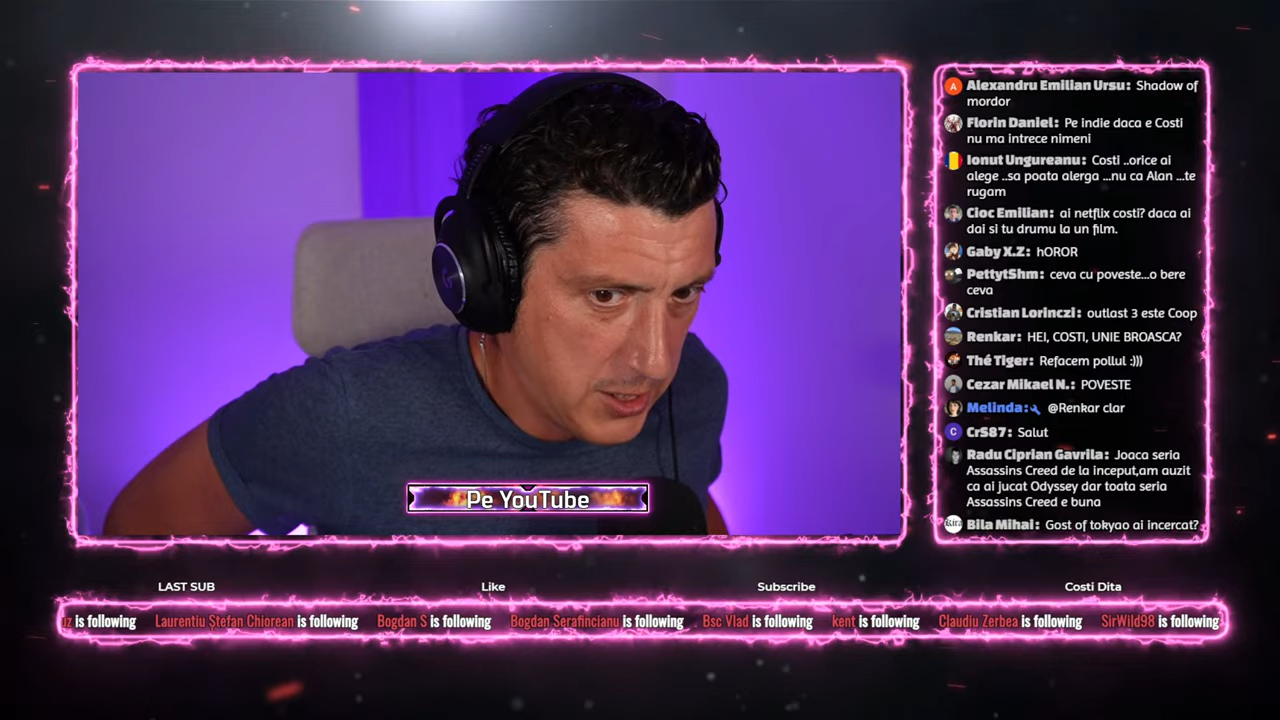 Alexandru Emilian Ursu: Shadow of
mordor
Florin Daniel: Pe indie daca e Costi
nu ma intrece nimeni
Ionut Ungureanu: Costi ..orice ai
alege ..sa poata alerga ...nu ca Alan ...te
rugam
Cioc Emilian: ai netflix costi? daca ai
dai si tu drumu la un film.
Gaby X.Z: hOROR
PettytShm: ceva cu poveste...o bere
ceva
Cristian Lorinczi: outlast 3 este Coop
Renkar: HEI, COSTI, UNIE BROASCA?
Thé Tiger: Refacem pollul :)))
Cezar Mikael N.: POVESTE
Melinda: @Renkar clar
CrS87: Salut
Radu Ciprian Gavrila: Joaca seria
Assassins Creed de la inceput,am auzit
ca ai jucat Odyssey dar toata seria
Assassins Creed e buna
Bila Mihai: Gost of tokyao ai incercat?
Pe YouTube
LAST SUB Like Subscribe Costi Dita
is following Laurentiu Ștefan Chiorean is following Bogdan S is following Bogdan Serafincianu is following Bsc Vlad is following kent is following Claudiu Zerbea is following SirWild98 is following